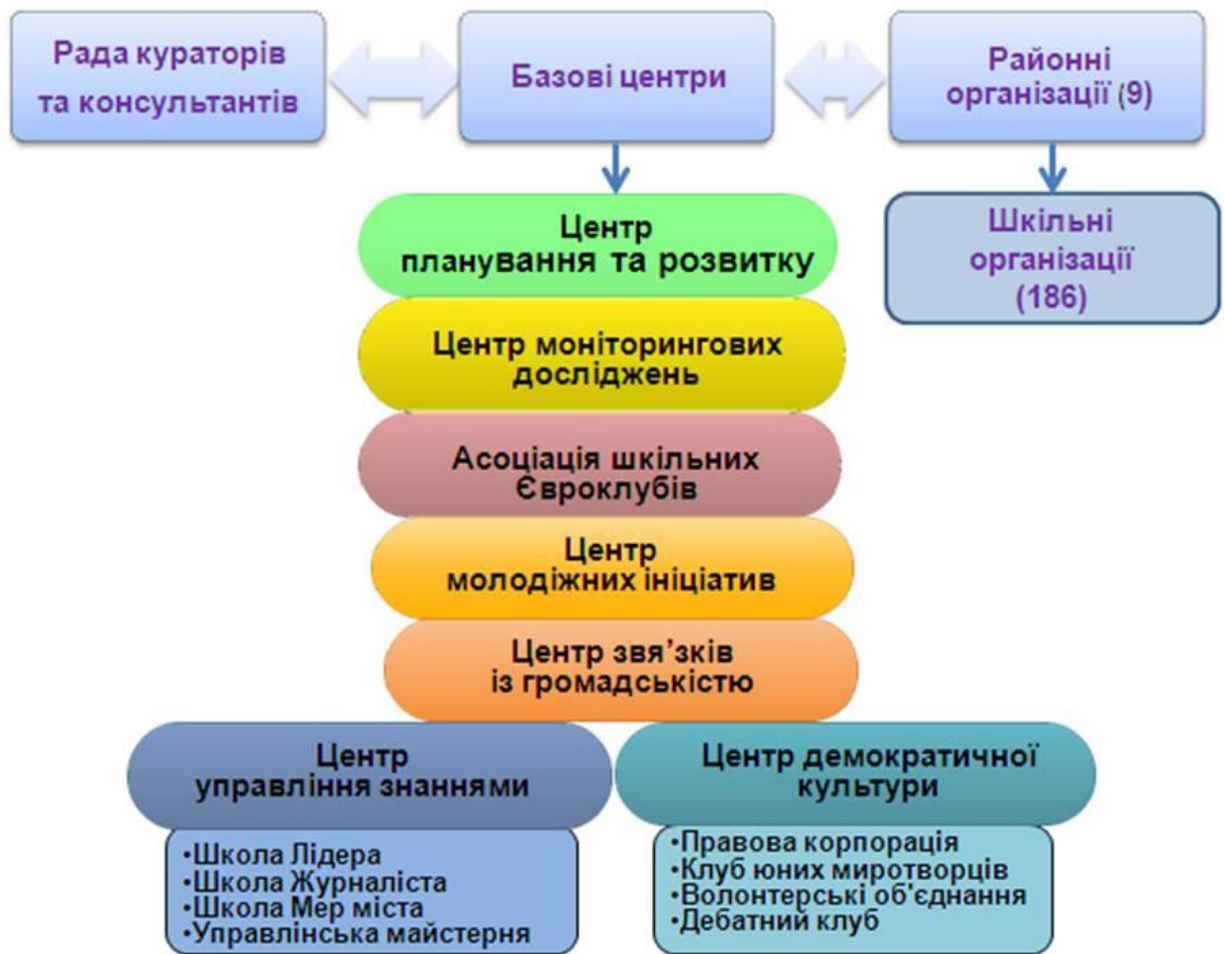 Рада кураторів
та консультантів
Базові центри
Районні
організації (9)
Шкільні
організації
(186)
Центр
планування та розвитку
Центр моніторингових
досліджень
Асоціація шкільних
Євроклубів
Центр
молодіжних ініціатив
Центр звя’зків
із громадськістю
Центр
управління знаннями
•Школа Лідера
•Школа Журналіста
•Школа Мер міста
•Управлінська майстерня
Центр демократичної
культури
•Правова корпорація
•Клуб юних миротворців
•Волонтерські об'єднання
•Дебатний клуб